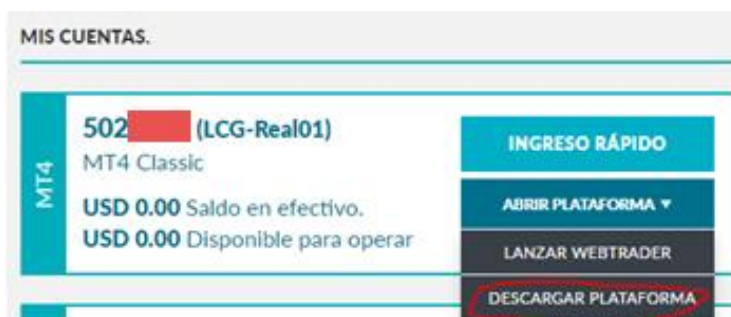 MIS CUENTAS.
MT4
502 (LCG-Real01)
MT4 Classic
USD 0.00 Saldo en efectivo.
USD 0.00 Disponible para operar
INGRESO RÁPIDO
ABRIR PLATAFORMA ▼
LANZAR WEBTRADER
DESCARGAR PLATAFORMA